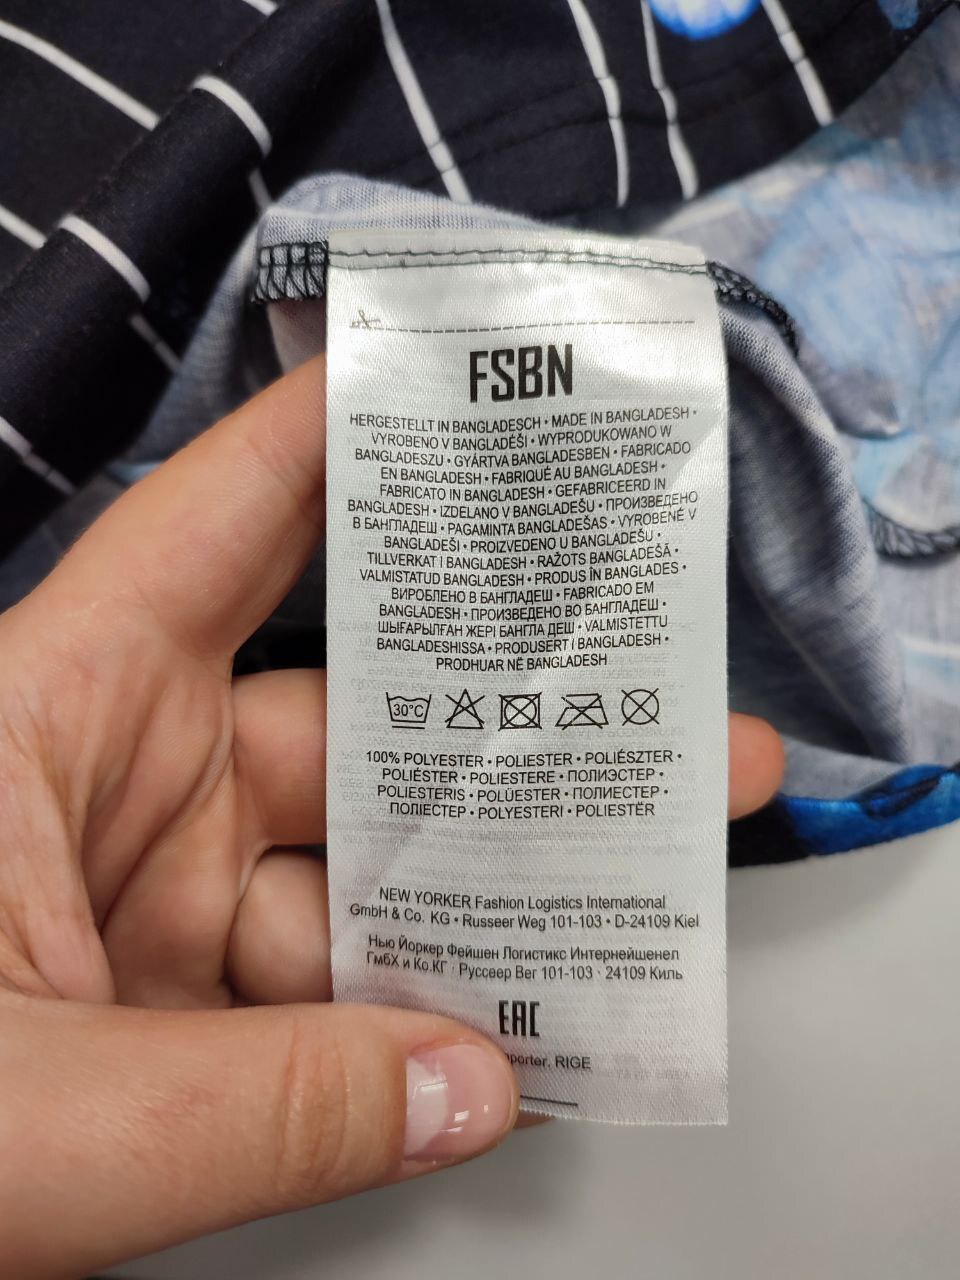 FSBN
HERGESTELLT IN BANGLADESCH • MADE IN BANGLADESH •
VYROBENO V BANGLADÉŠI • WYPRODUKOWANO W
BANGLADESZU • GYÁRTVA BANGLADESBEN • FABRICADO
EN BANGLADESH • FABRIQUÉ AU BANGLADESH •
FABRICATO IN BANGLADESH • GEFABRICEERD IN
BANGLADESH • IZDELANO V BANGLADEŠU • ПРОИЗВЕДЕНО
В БАНГЛАДЕШ • PAGAMINTA BANGLADEŠAS • VYROBENÉ V
BANGLADÉŠI • PROIZVEDENO U BANGLADEŠU •
TILLVERKAT I BANGLADESH • RAŽOTS BANGLADEŠĀ •
VALMISTATUD BANGLADESH • PRODUS ÎN BANGLADES •
ВИРОБЛЕНО В БАНГЛАДЕШ • FABRICADO EM
BANGLADESH • ПРОИЗВЕДЕНО ВО БАНГЛАДЕШ •
ШЫҒАРЫЛҒАН ЖЕРІ БАНГЛА ДЕШ • VALMISTETTU
BANGLADESHISSA • PRODUSERT I BANGLADESH •
PRODHUAR NË BANGLADESH
30°C
100% POLYESTER • POLIESTER • POLIÉSZTER •
POLIÉSTER • POLIESTERE • ПОЛИЭСТЕР •
POLIESTERIS • POLÜESTER • ПОЛИЕСТЕР •
ПОЛІЕСТЕР • POLYESTERI • POLIESTËR
NEW YORKER Fashion Logistics International
GmbH & Co. KG • Russeer Weg 101-103 • D-24109 Kiel
Нью Йоркер Фейшен Логистикс Интернейшенел
ГмбХ и Ко.КГ · Руссеер Вег 101-103 · 24109 Киль
EAC
RIGE